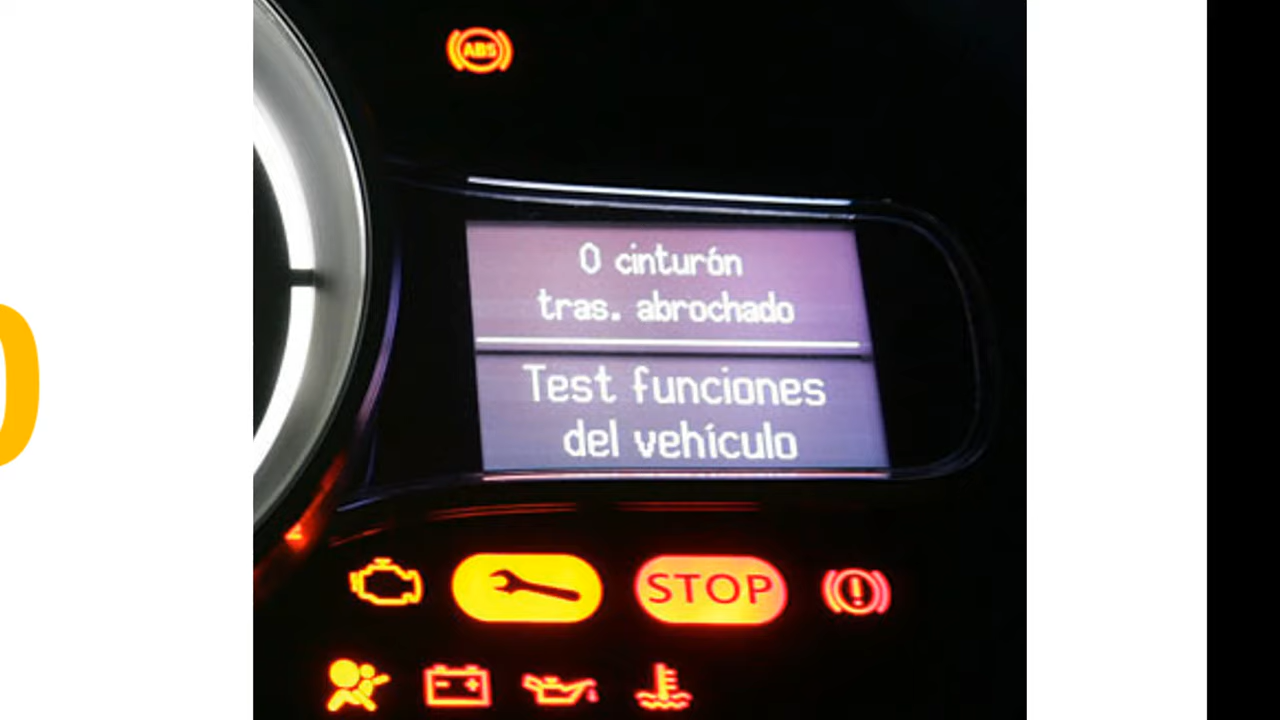 ABS
0 cinturón
tras. abrochado
Test funciones
del vehículo
STOP